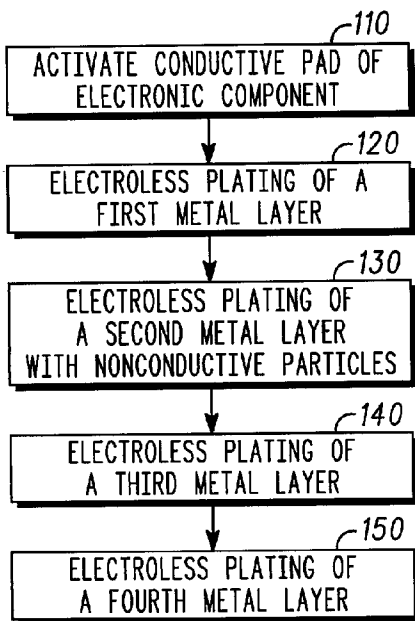 110
ACTIVATE CONDUCTIVE PAD OF
ELECTRONIC COMPONENT
120
ELECTROLESS PLATING OF A
FIRST METAL LAYER
130
ELECTROLESS PLATING OF
A SECOND METAL LAYER
WITH NONCONDUCTIVE PARTICLES
140
ELECTROLESS PLATING OF
A THIRD METAL LAYER
150
ELECTROLESS PLATING OF
A FOURTH METAL LAYER